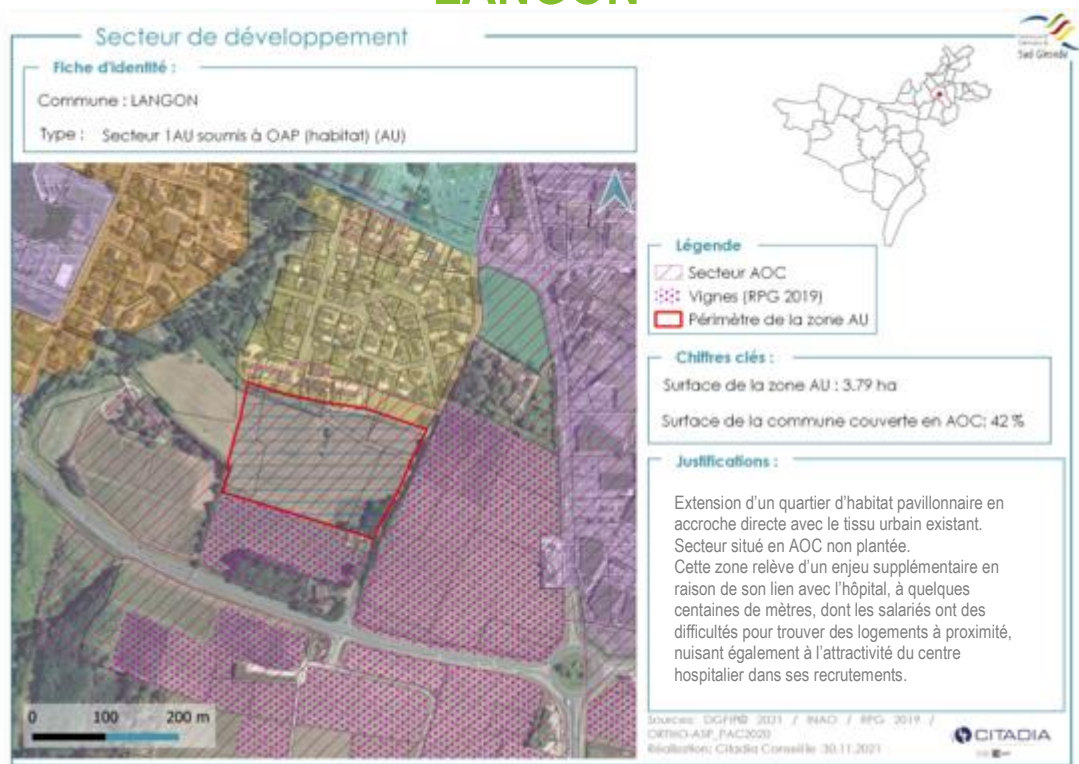 LANGON
Secteur de développement
Fiche d'identité :
Commune : LANGON
Type : Secteur 1AU soumis à OAP (habitat) (AU)
Sud Gironde
Légende
Secteur AOC
Vignes (RPG 2019)
Périmètre de la zone AU
Chiffres clés :
Surface de la zone AU : 3.79 ha
Surface de la commune couverte en AOC: 42 %
Justifications :
Extension d'un quartier d'habitat pavillonnaire en
accroche directe avec le tissu urbain existant.
Secteur situé en AOC non plantée.
Cette zone relève d'un enjeu supplémentaire en
raison de son lien avec l'hôpital, à quelques
centaines de mètres, dont les salariés ont des
difficultés pour trouver des logements à proximité,
nuisant également à l'attractivité du centre
hospitalier dans ses recrutements.
0 100 200 m
Sources: DGFIP© 2021 / INAO / RPG 2019 /
ORTHO-ASP_PAC2020
Réalisation: Citadia Conseil le 30.11.2021
CITADIA